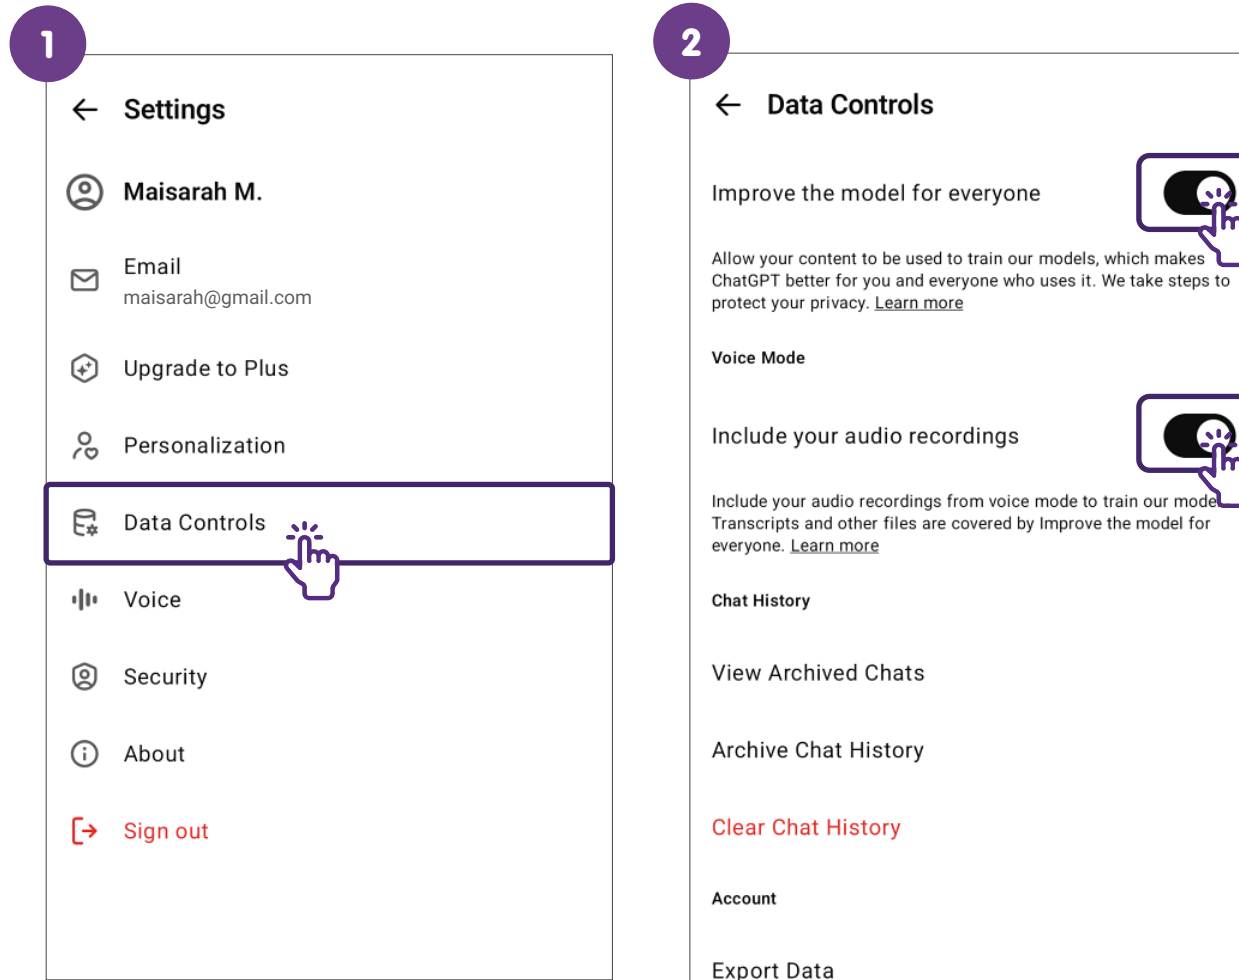 1
Settings
Maisarah M.
Email
maisarah@gmail.com
Upgrade to Plus
Personalization
Data Controls
Voice
Security
About
Sign out
2
Data Controls
Improve the model for everyone
Allow your content to be used to train our models, which makes
ChatGPT better for you and everyone who uses it. We take steps to
protect your privacy. Learn more
Voice Mode
Include your audio recordings
Include your audio recordings from voice mode to train our
Transcripts and other files are covered by Improve the model for
everyone. Learn more
Chat History
View Archived Chats
Archive Chat History
Clear Chat History
Account
Export Data